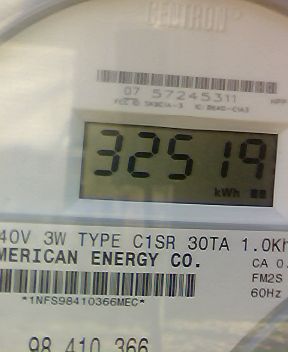 CENTRON
07 57245311
32519
kWh
40V 3W TYPE C1SR 30TA 1.0Kh
MERICAN ENERGY CO.
CA 0.
FM2S
60Hz
*1NFS98410366MEC*
98 410 366